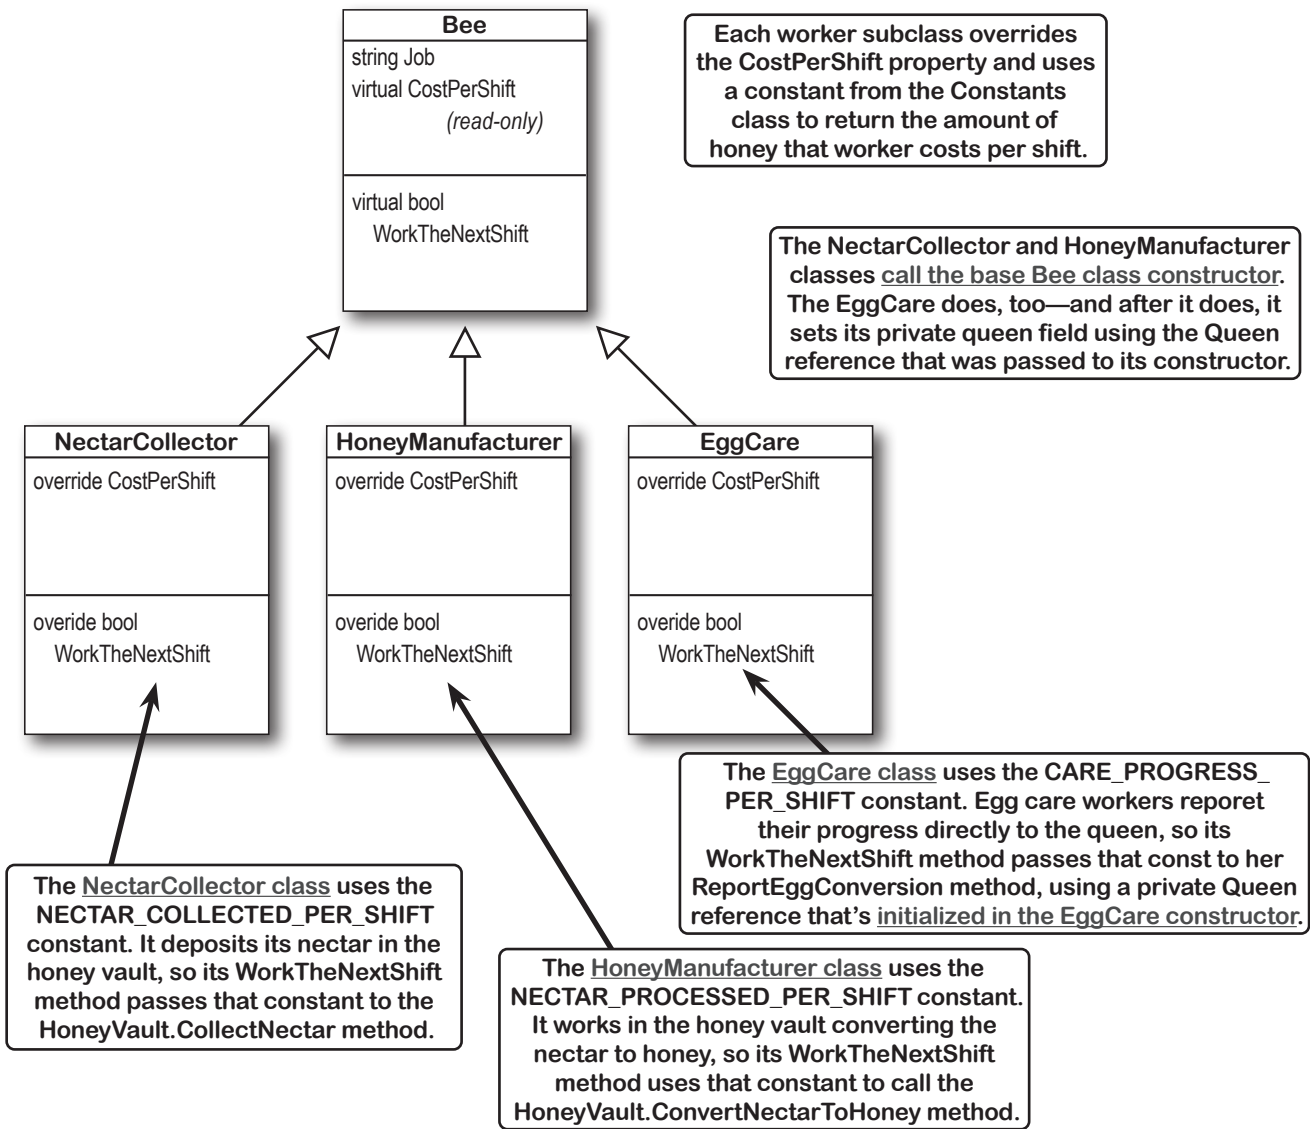 Bee
string Job
virtual CostPerShift
(read-only)
virtual bool
WorkTheNextShift
Each worker subclass overrides
the CostPerShift property and uses
a constant from the Constants
class to return the amount of
honey that worker costs per shift.
The NectarCollector and HoneyManufacturer
classes call the base Bee class constructor.
The EggCare does, too—and after it does, it
sets its private queen field using the Queen
reference that was passed to its constructor.
NectarCollector
override CostPerShift
overide bool
WorkTheNextShift
HoneyManufacturer
override CostPerShift
overide bool
WorkTheNextShift
EggCare
override CostPerShift
overide bool
WorkTheNextShift
The EggCare class uses the CARE_PROGRESS_
PER_SHIFT constant. Egg care workers reporet
their progress directly to the queen, so its
WorkTheNextShift method passes that const to her
ReportEggConversion method, using a private Queen
reference that's initialized in the EggCare constructor.
The NectarCollector class uses the
NECTAR_COLLECTED_PER_SHIFT
constant. It deposits its nectar in the
honey vault, so its WorkTheNextShift
method passes that constant to the
HoneyVault.CollectNectar method.
The HoneyManufacturer class uses the
NECTAR_PROCESSED_PER_SHIFT constant.
It works in the honey vault converting the
nectar to honey, so its WorkTheNextShift
method uses that constant to call the
HoneyVault.ConvertNectarToHoney method.